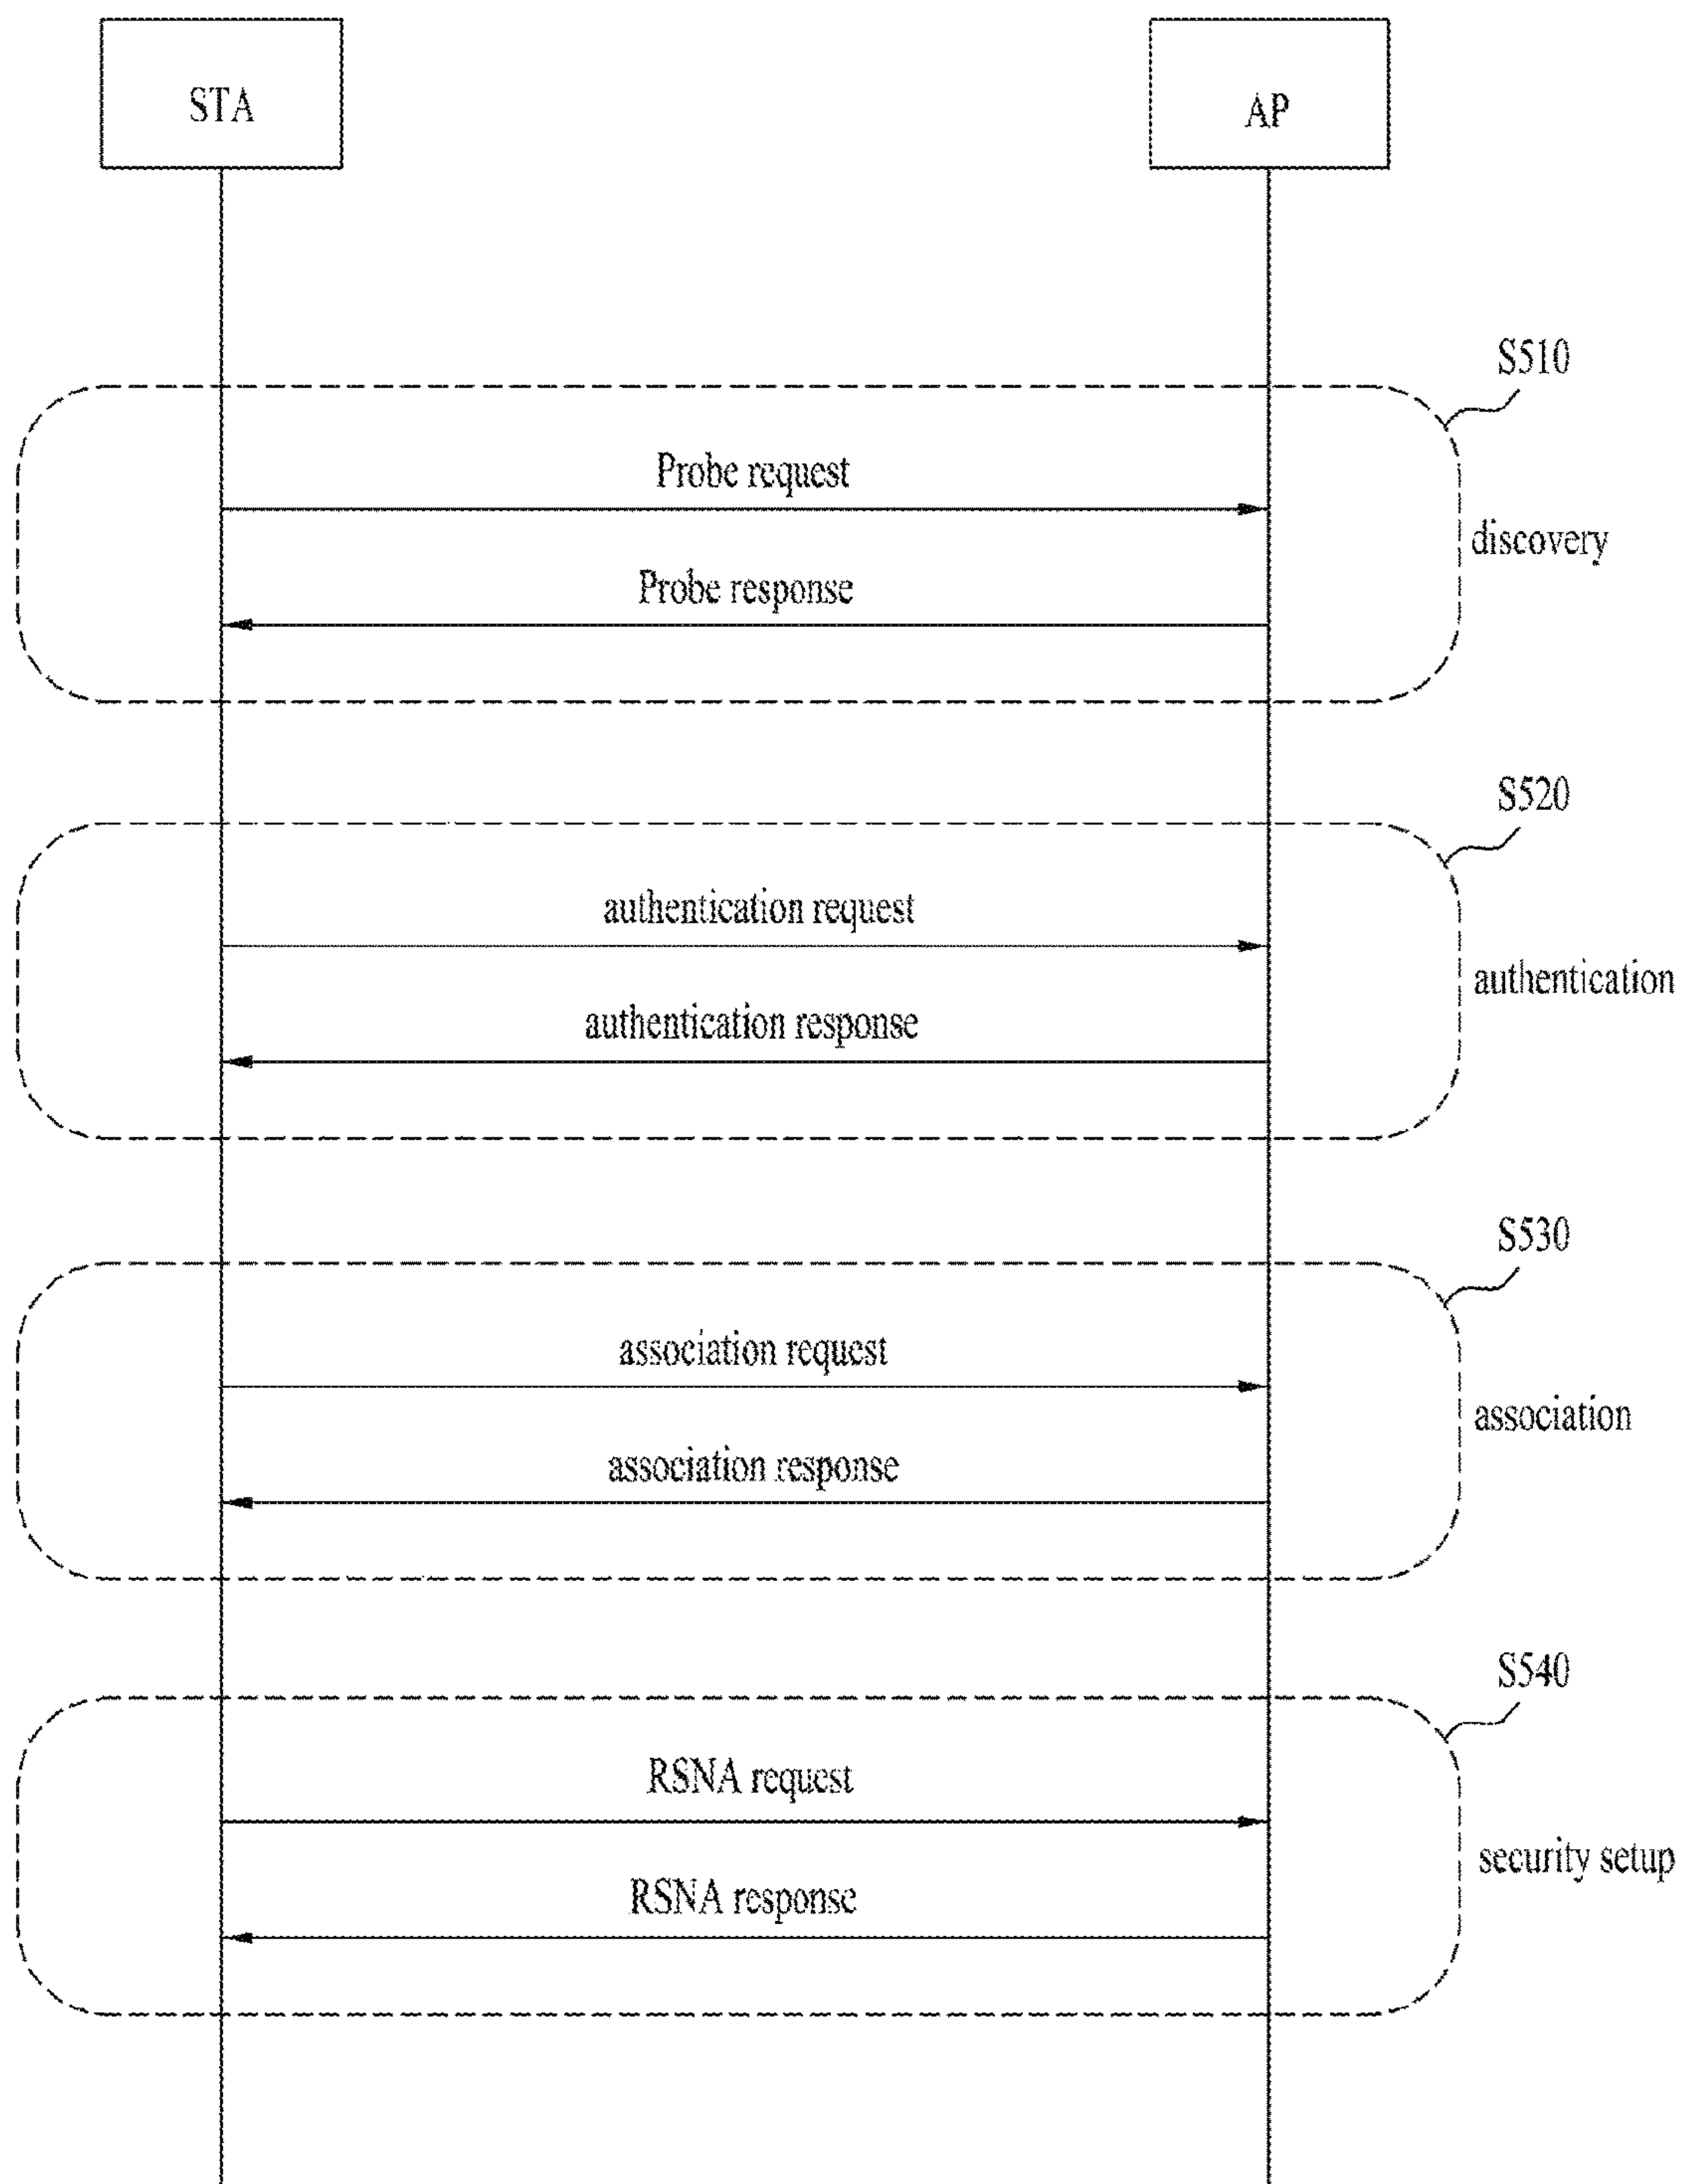 STA
AP
S510
Probe request
discovery
Probe response
S520
authentication request
authentication
authentication response
S530
association request
association
association response
S540
RSNA request
security setup
RSNA response